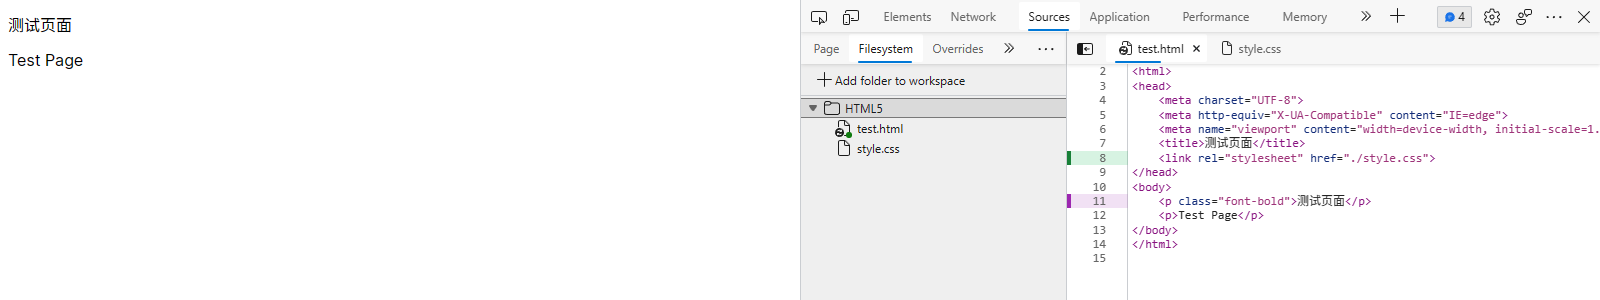 测试页面
Test Page
Elements Network Sources Application Performance Memory 4
Page Filesystem Overrides
test.html style.css
Add folder to workspace
HTML5
test.html
style.css
2 <html>
3 <head>
4 <meta charset="UTF-8">
5 <meta http-equiv="X-UA-Compatible" content="IE=edge">
6 <meta name="viewport" content="width=device-width, initial-scale=1.
7 <title>测试页面</title>
8 <link rel="stylesheet" href="./style.css">
9 </head>
10 <body>
11 <p class="font-bold">测试页面</p>
12 <p>Test Page</p>
13 </body>
14 </html>
15